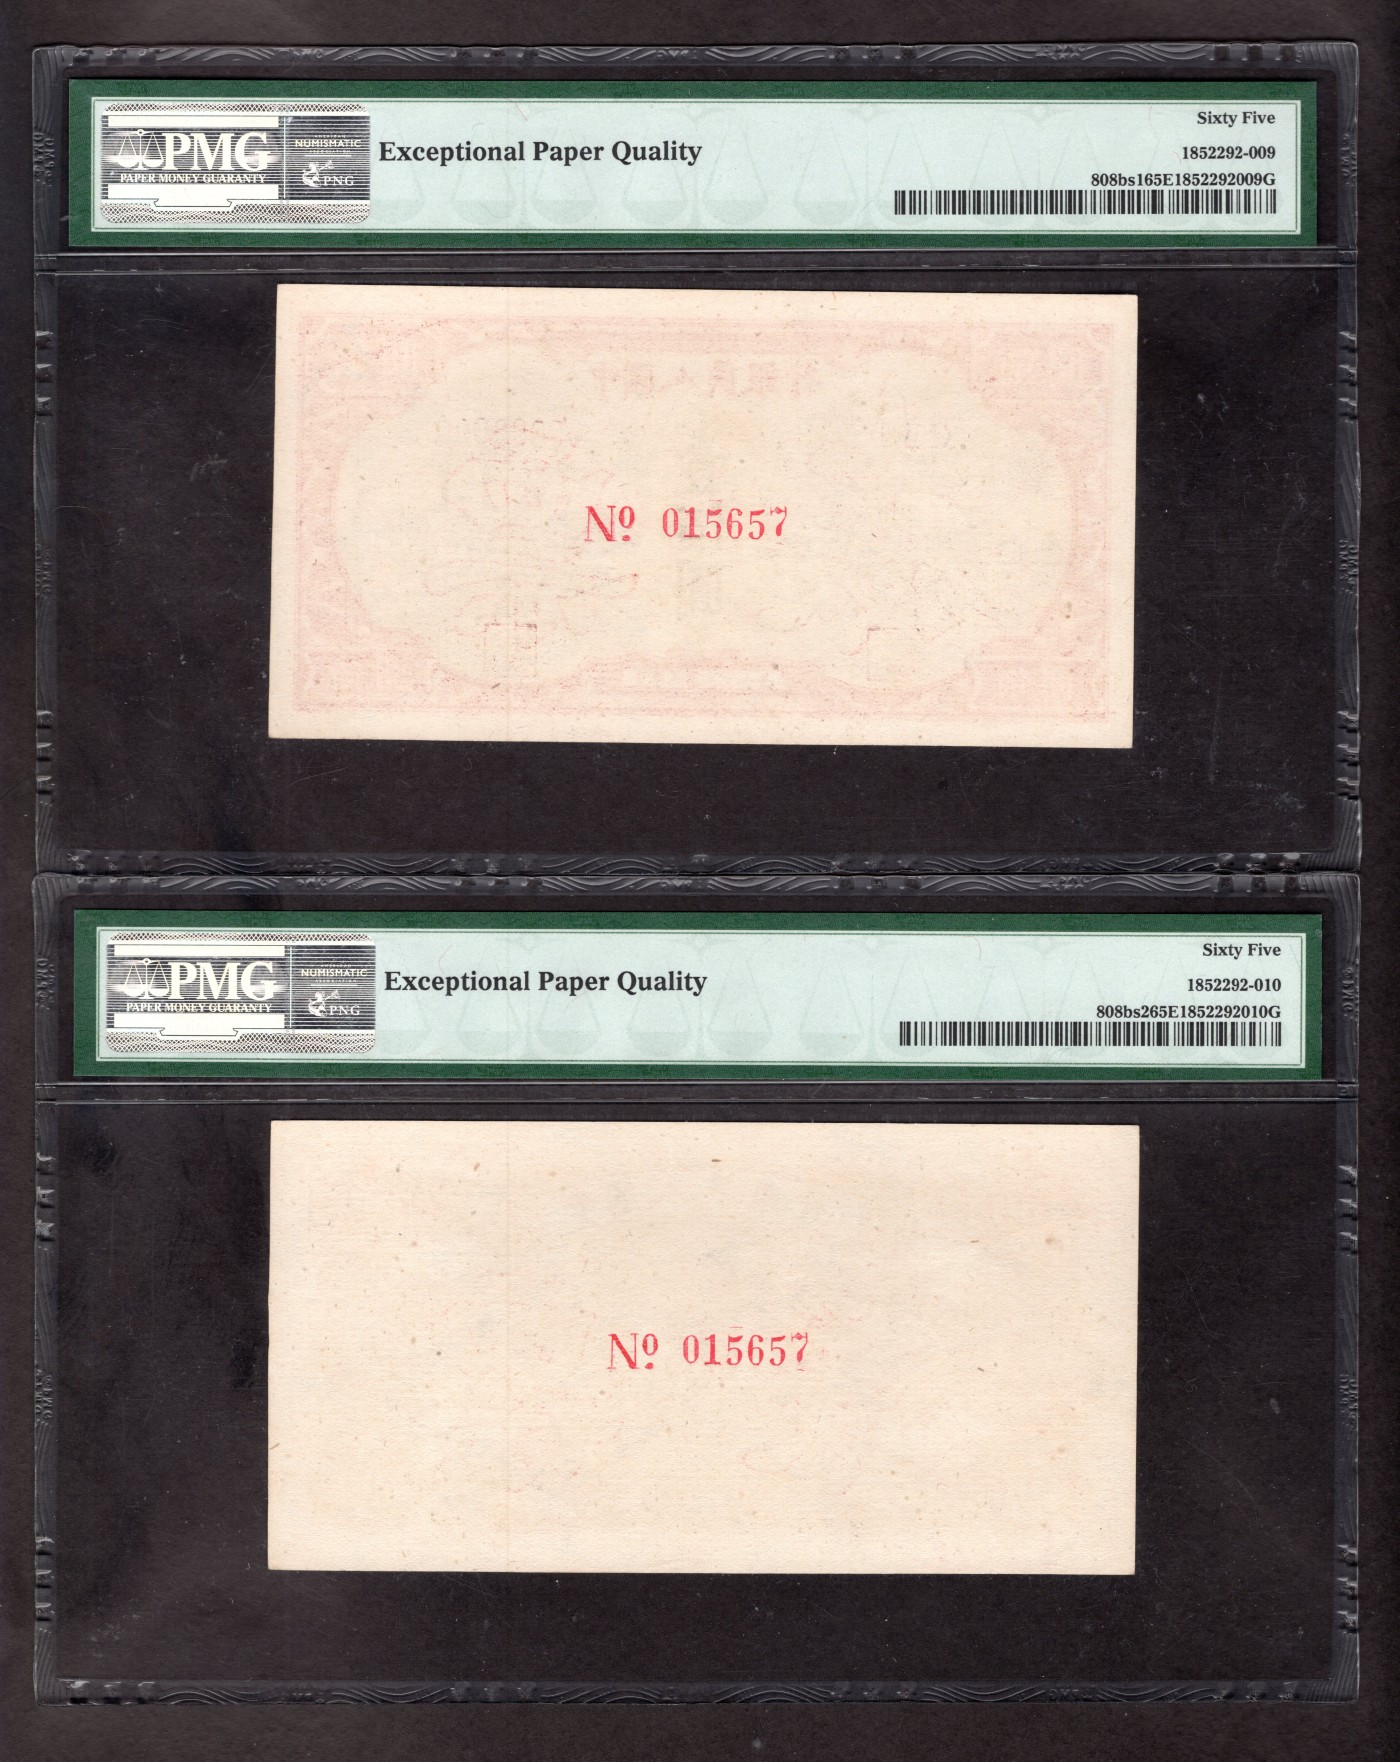 PMG
PAPER MONEY GUARANTY
NUMISMATIC
PNG
Exceptional Paper Quality
Sixty Five
1852292-009
808bs165E1852292009G
Nº 015657
PMG
PAPER MONEY GUARANTY
NUMISMATIC
PNG
Exceptional Paper Quality
Sixty Five
1852292-010
808bs265E1852292010G
Nº 015657